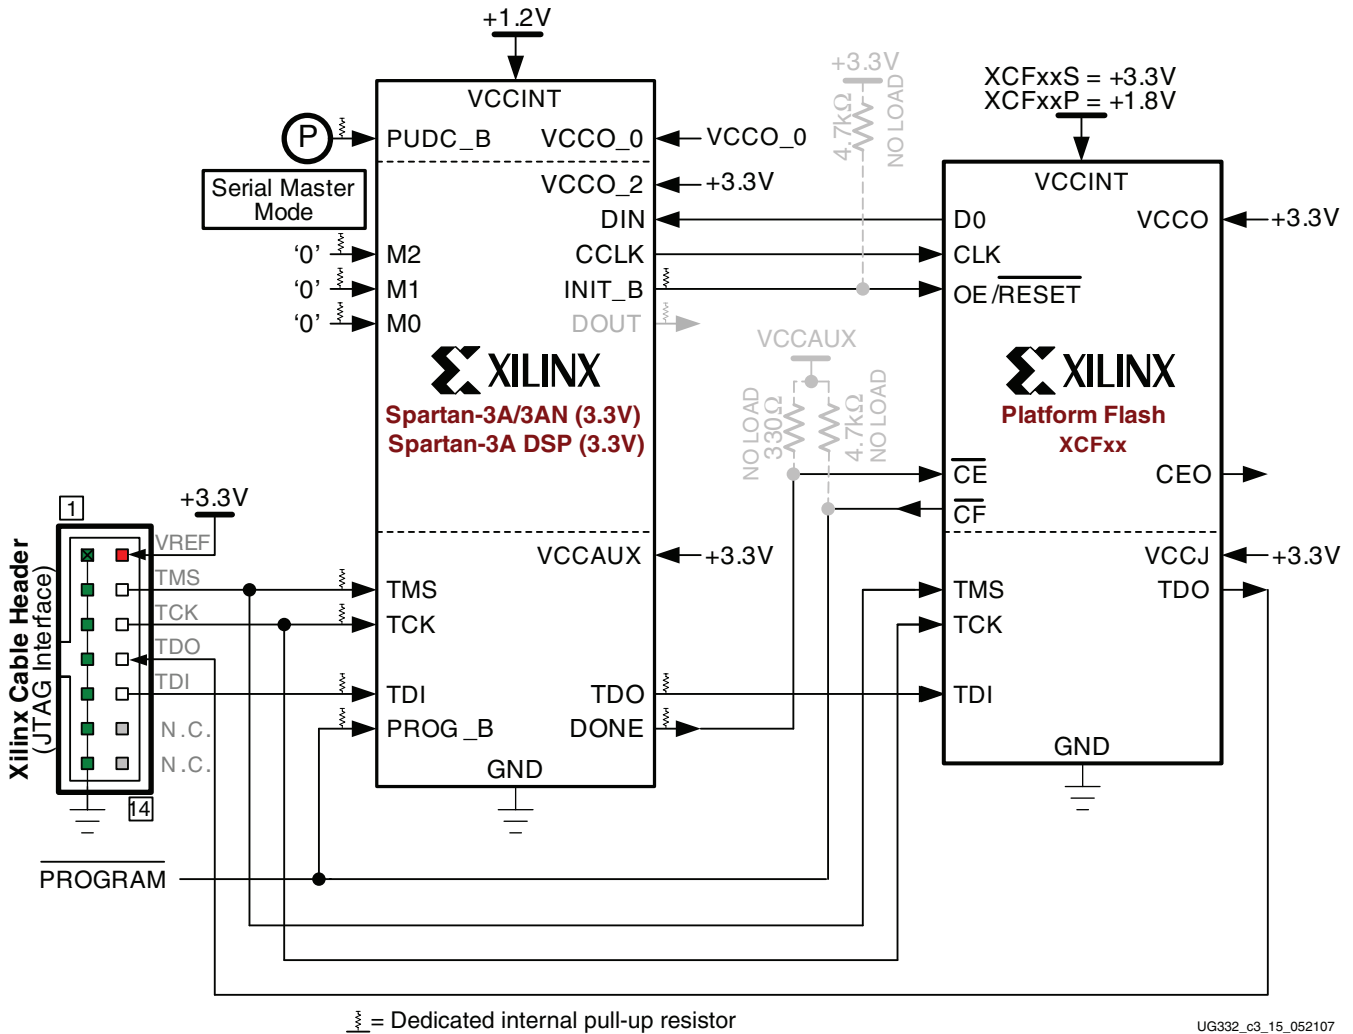 +1.2V
VCCINT
P
PUDC_B
VCCO_0
VCCO_0
Serial Master
Mode
VCCO_2
+3.3V
DIN
'0'
M2
CCLK
'0'
M1
INIT_B
'0'
M0
DOUT
XILINX
Spartan-3A/3AN (3.3V)
Spartan-3A DSP (3.3V)
VCCAUX
+3.3V
TMS
TCK
TDI
TDO
PROG_B
DONE
GND
+3.3V
4.7kΩ
NO LOAD
VCCAUX
NO LOAD
330Ω
4.7kΩ
NO LOAD
XCFxxS = +3.3V
XCFxxP = +1.8V
VCCINT
D0
VCCO
+3.3V
CLK
OE/RESET
XILINX
Platform Flash
XCFxx
CE
CEO
CF
VCCJ
+3.3V
TMS
TDO
TCK
TDI
GND
Xilinx Cable Header
(JTAG Interface)
1
+3.3V
VREF
TMS
TCK
TDO
TDI
N.C.
N.C.
14
PROGRAM
= Dedicated internal pull-up resistor
UG332_c3_15_052107